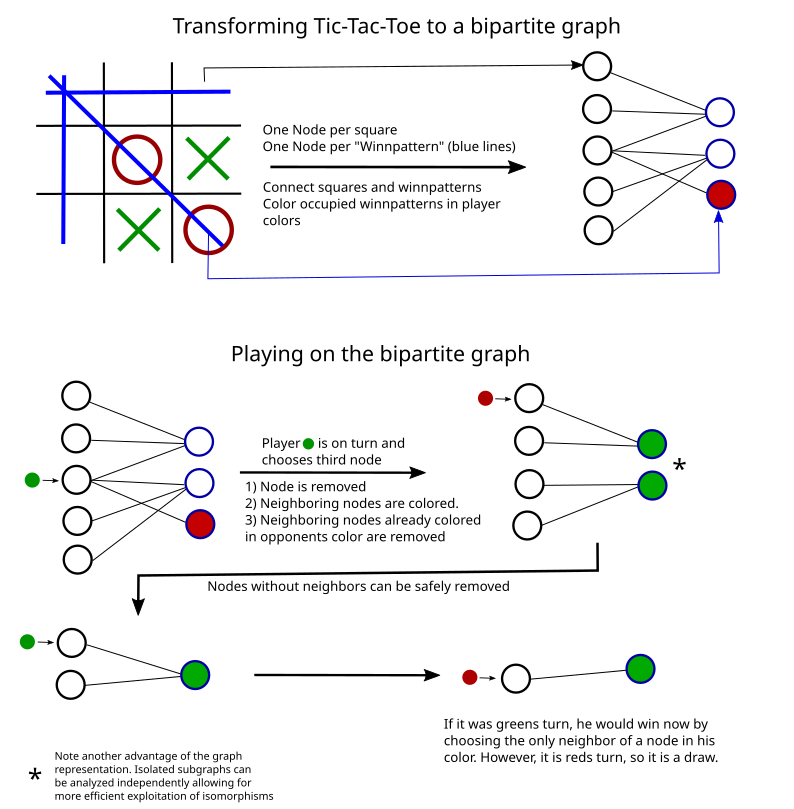 Transforming Tic-Tac-Toe to a bipartite graph
One Node per square
One Node per "Winnpattern" (blue lines)
Connect squares and winnpatterns
Color occupied winnpatterns in player
colors
Playing on the bipartite graph
Player is on turn and
chooses third node
1) Node is removed
2) Neighboring nodes are colored.
3) Neighboring nodes already colored
in opponents color are removed
*
Nodes without neighbors can be safely removed
If it was greens turn, he would win now by
choosing the only neighbor of a node in his
color. However, it is reds turn, so it is a draw.
* Note another advantage of the graph
representation. Isolated subgraphs can
be analyzed independently allowing for
more efficient exploitation of isomorphisms